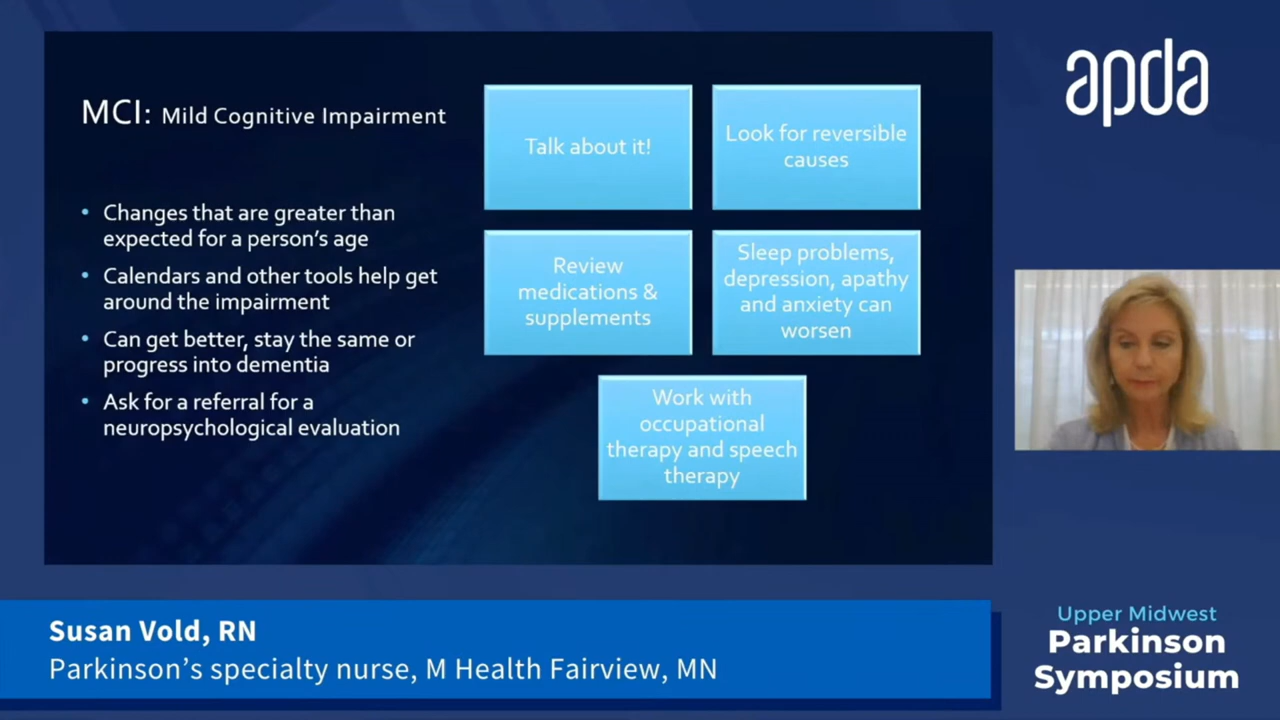 MCI: Mild Cognitive Impairment
• Changes that are greater than
expected for a person's age
• Calendars and other tools help get
around the impairment
• Can get better, stay the same or
progress into dementia
• Ask for a referral for a
neuropsychological evaluation
Talk about it!
Look for reversible
causes
Review
medications &
supplements
Sleep problems,
depression, apathy
and anxiety can
worsen
Work with
occupational
therapy and speech
therapy
apda
Susan Vold, RN
Parkinson's specialty nurse, M Health Fairview, MN
Upper Midwest
Parkinson
Symposium